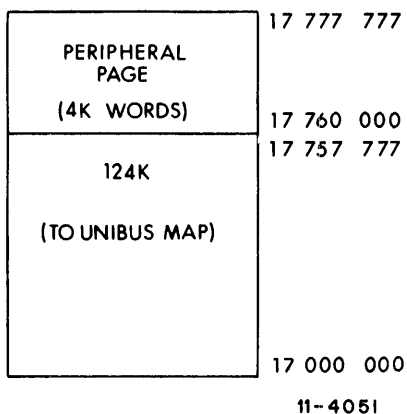 17 777 777
PERIPHERAL
PAGE
(4K WORDS)
17 760 000
17 757 777
124K
(TO UNIBUS MAP)
17 000 000
11-4051